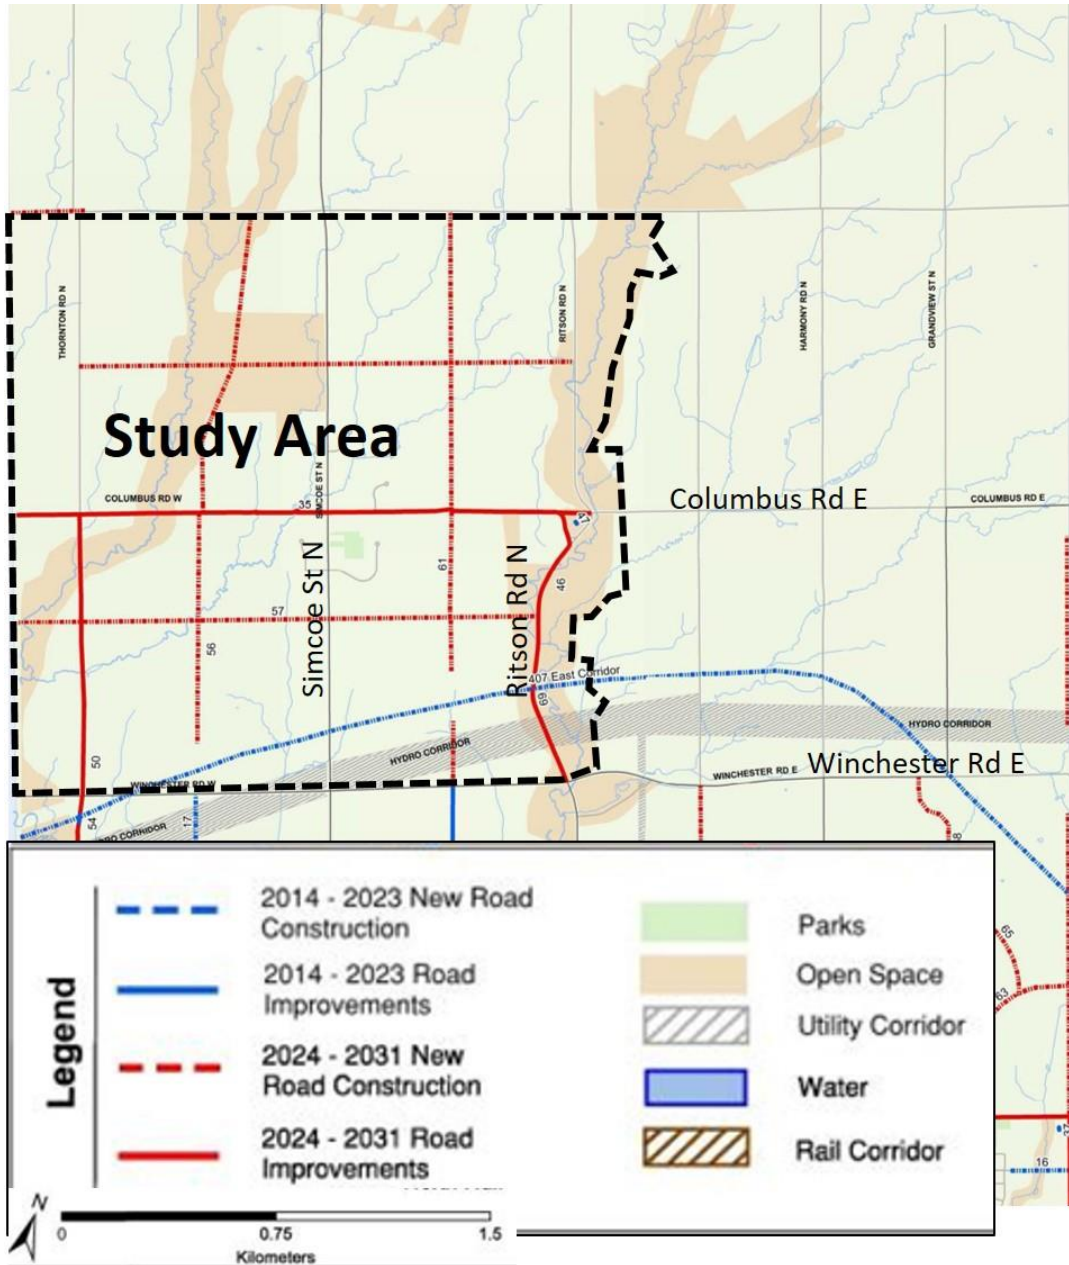 THORNTON RD N
RITSON RD N
HARMONY RD N
GRANDVIEW ST N
Study Area
SIMCOE ST N
COLUMBUS RD W
35
47
Columbus Rd E
COLUMBUS RD E
61
46
57
56
Simcoe St N
Ritson Rd N
407 East Corridor
69
HYDRO CORRIDOR
HYDRO CORRIDOR
50
WINCHESTER RD W
WINCHESTER RD E
Winchester Rd E
54
17
65
63
16
Legend
2014 - 2023 New Road
Construction
2014 - 2023 Road
Improvements
2024 - 2031 New
Road Construction
2024 - 2031 Road
Improvements
Parks
Open Space
Utility Corridor
Water
Rail Corridor
N
0
0.75
1.5
Kilometers